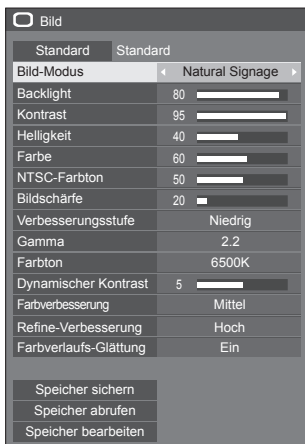 Bild
Standard Standard
Bild-Modus Natural Signage
Backlight 80
Kontrast 95
Helligkeit 40
Farbe 60
NTSC-Farbton 50
Bildschärfe 20
Verbesserungsstufe Niedrig
Gamma 2.2
Farbton 6500K
Dynamischer Kontrast 5
Farbverbesserung Mittel
Refine-Verbesserung Hoch
Farbverlaufs-Glättung Ein
Speicher sichern
Speicher abrufen
Speicher bearbeiten